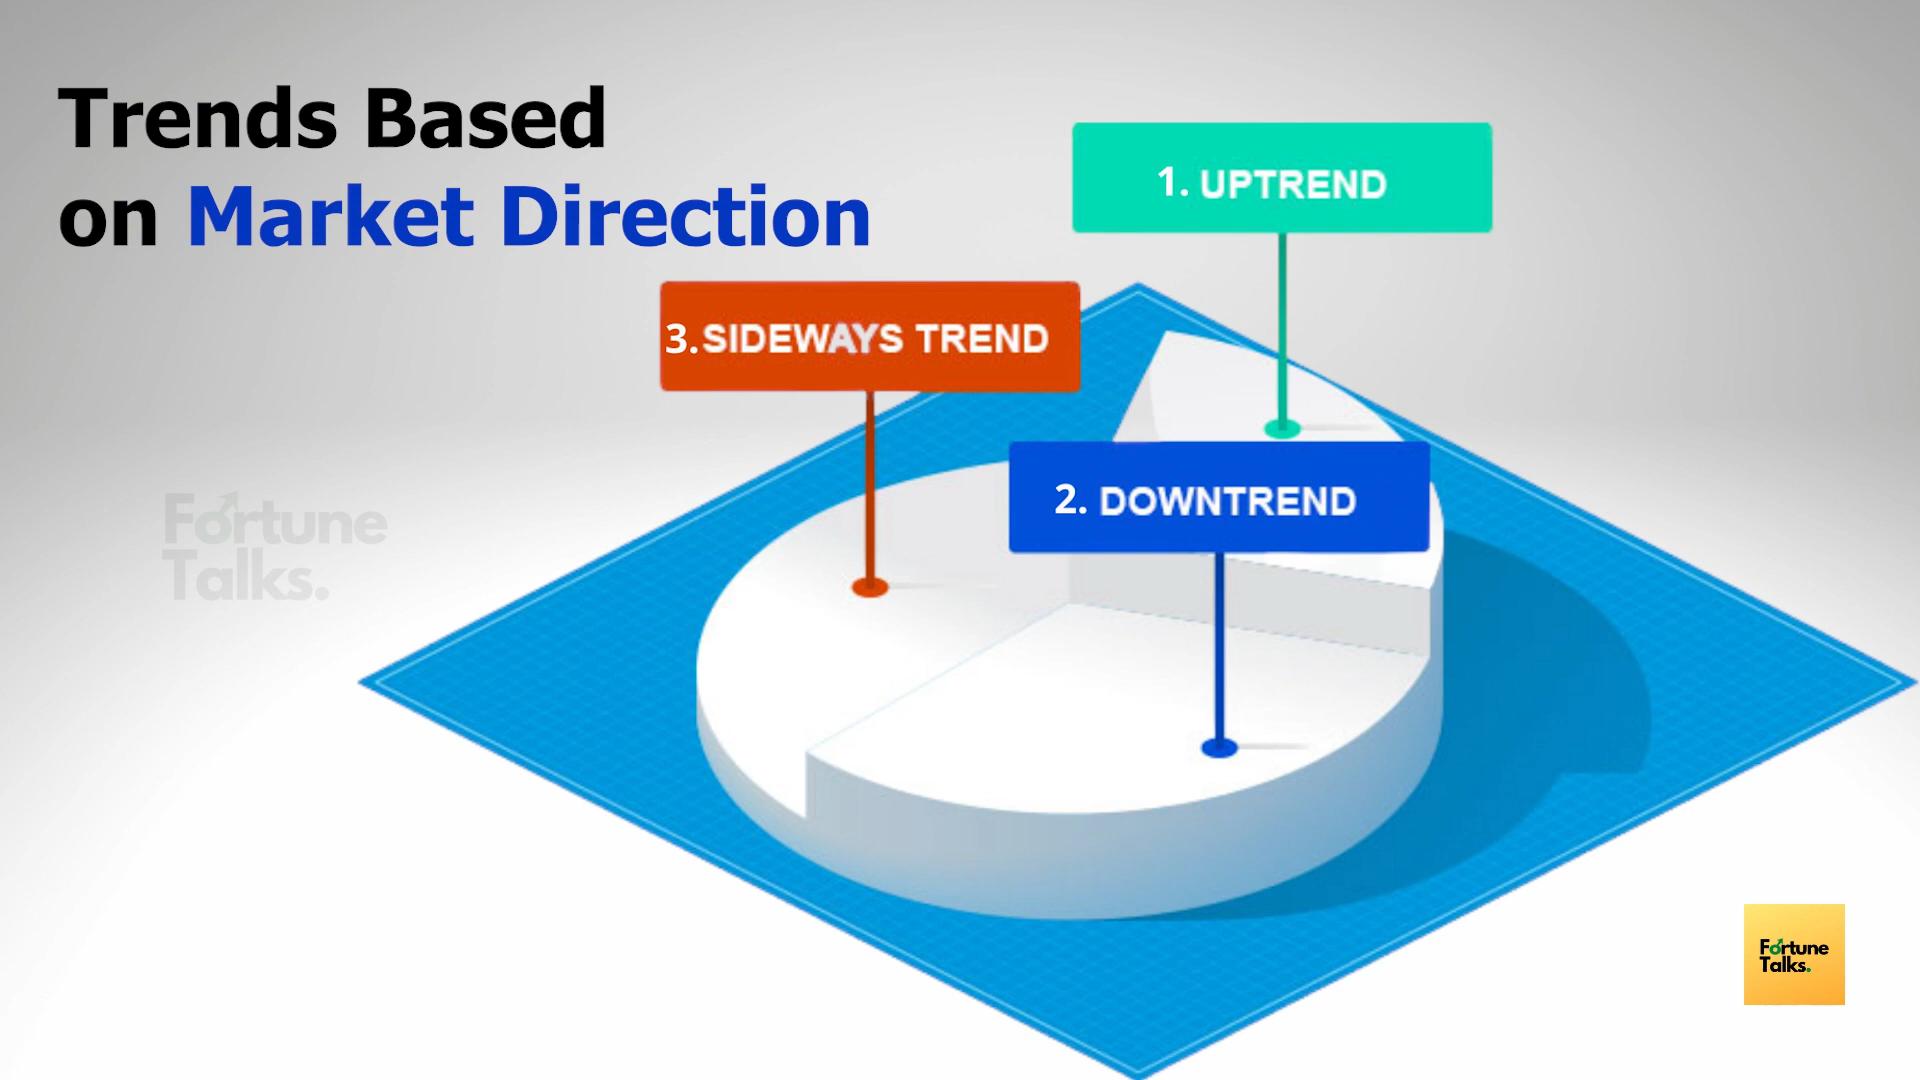 Trends Based
on Market Direction
1. UPTREND
3. SIDEWAYS TREND
2. DOWNTREND
Fortune
Talks.
Fortune
Talks.